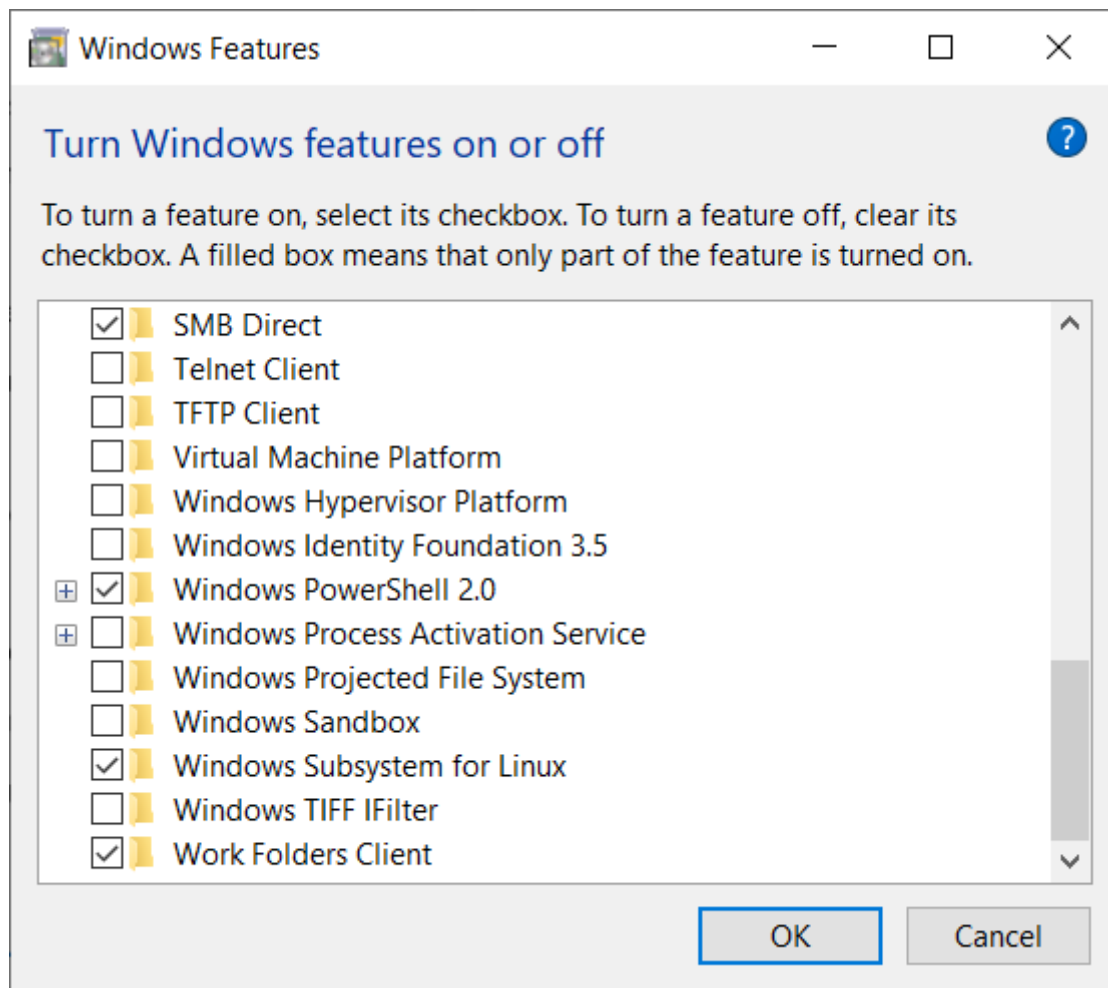 Windows Features
Turn Windows features on or off
?
To turn a feature on, select its checkbox. To turn a feature off, clear its
checkbox. A filled box means that only part of the feature is turned on.
SMB Direct
Telnet Client
TFTP Client
Virtual Machine Platform
Windows Hypervisor Platform
Windows Identity Foundation 3.5
Windows PowerShell 2.0
Windows Process Activation Service
Windows Projected File System
Windows Sandbox
Windows Subsystem for Linux
Windows TIFF IFilter
Work Folders Client
OK
Cancel